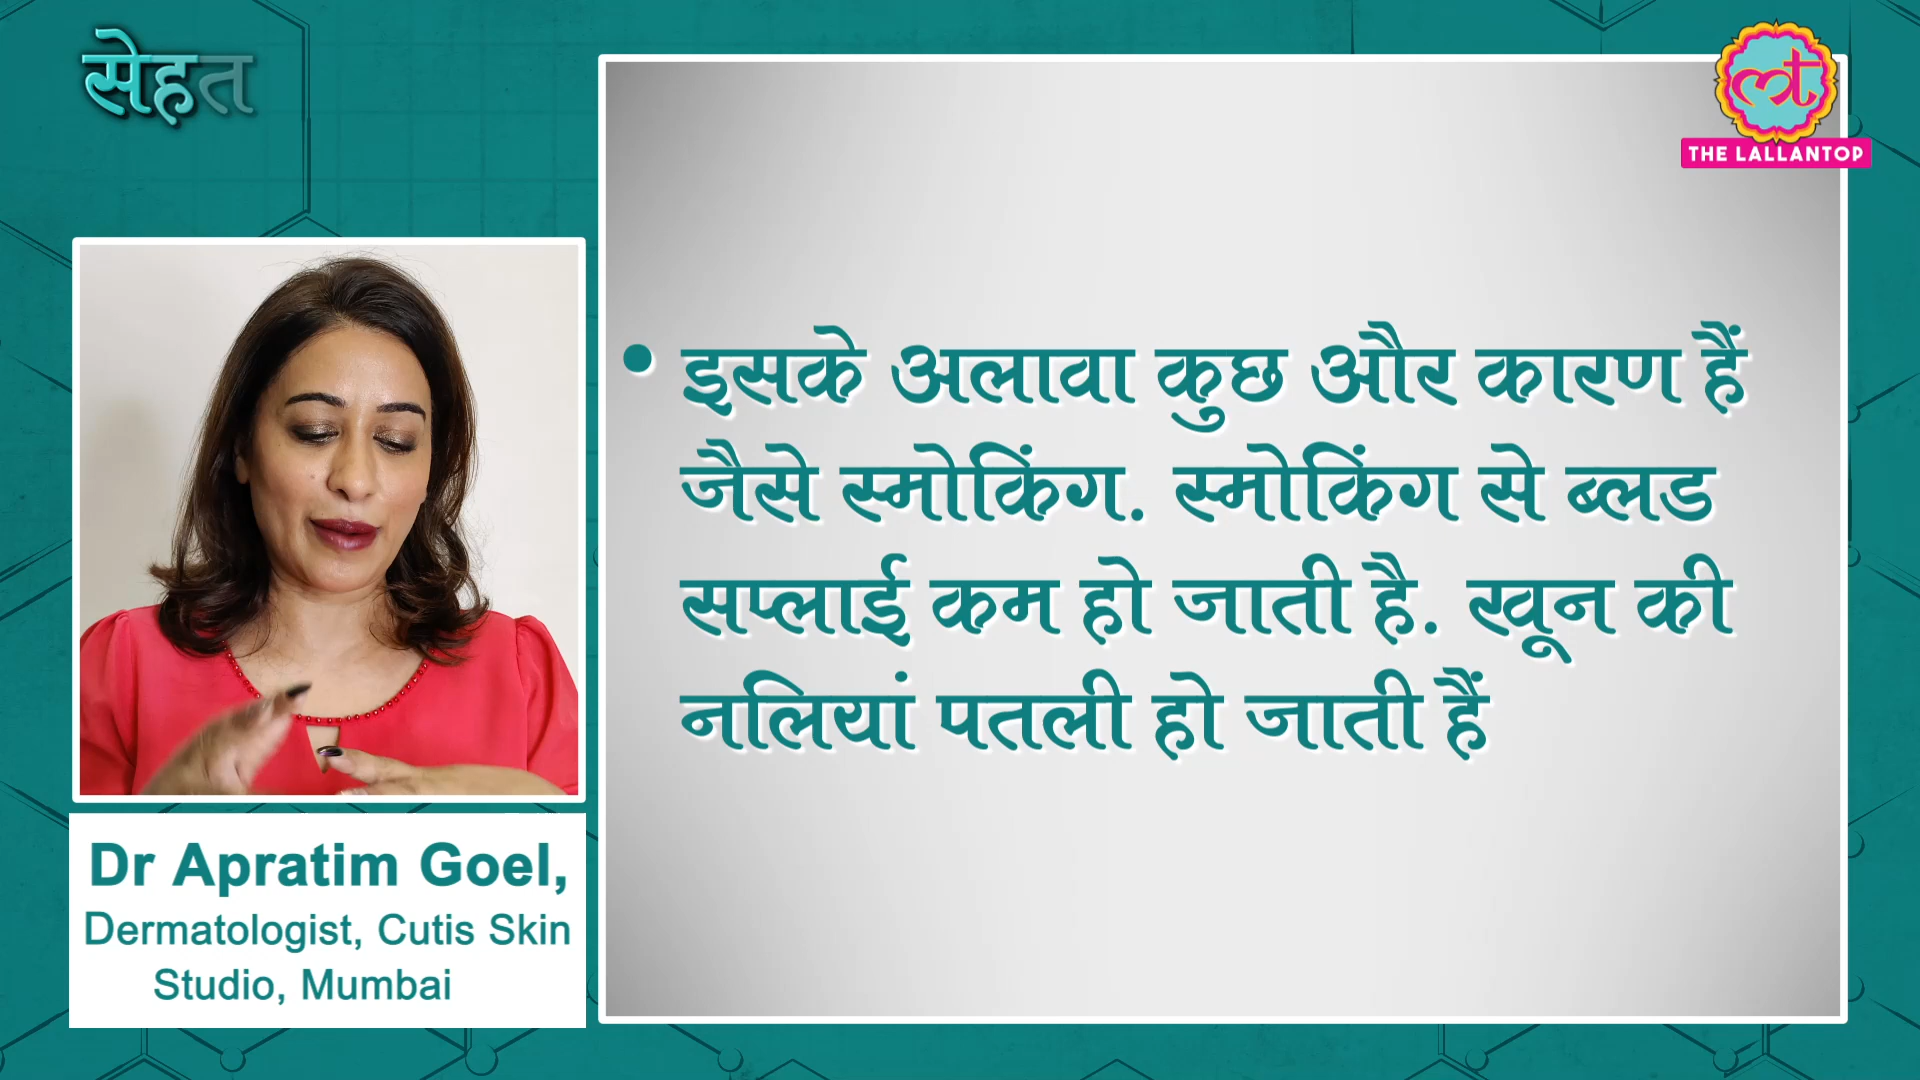 सेहत
THE LALLANTOP
• इसके अलावा कुछ और कारण हैं
जैसे स्मोकिंग. स्मोकिंग से ब्लड
सप्लाई कम हो जाती है. खून की
नलियां पतली हो जाती हैं
Dr Apratim Goel,
Dermatologist, Cutis Skin
Studio, Mumbai